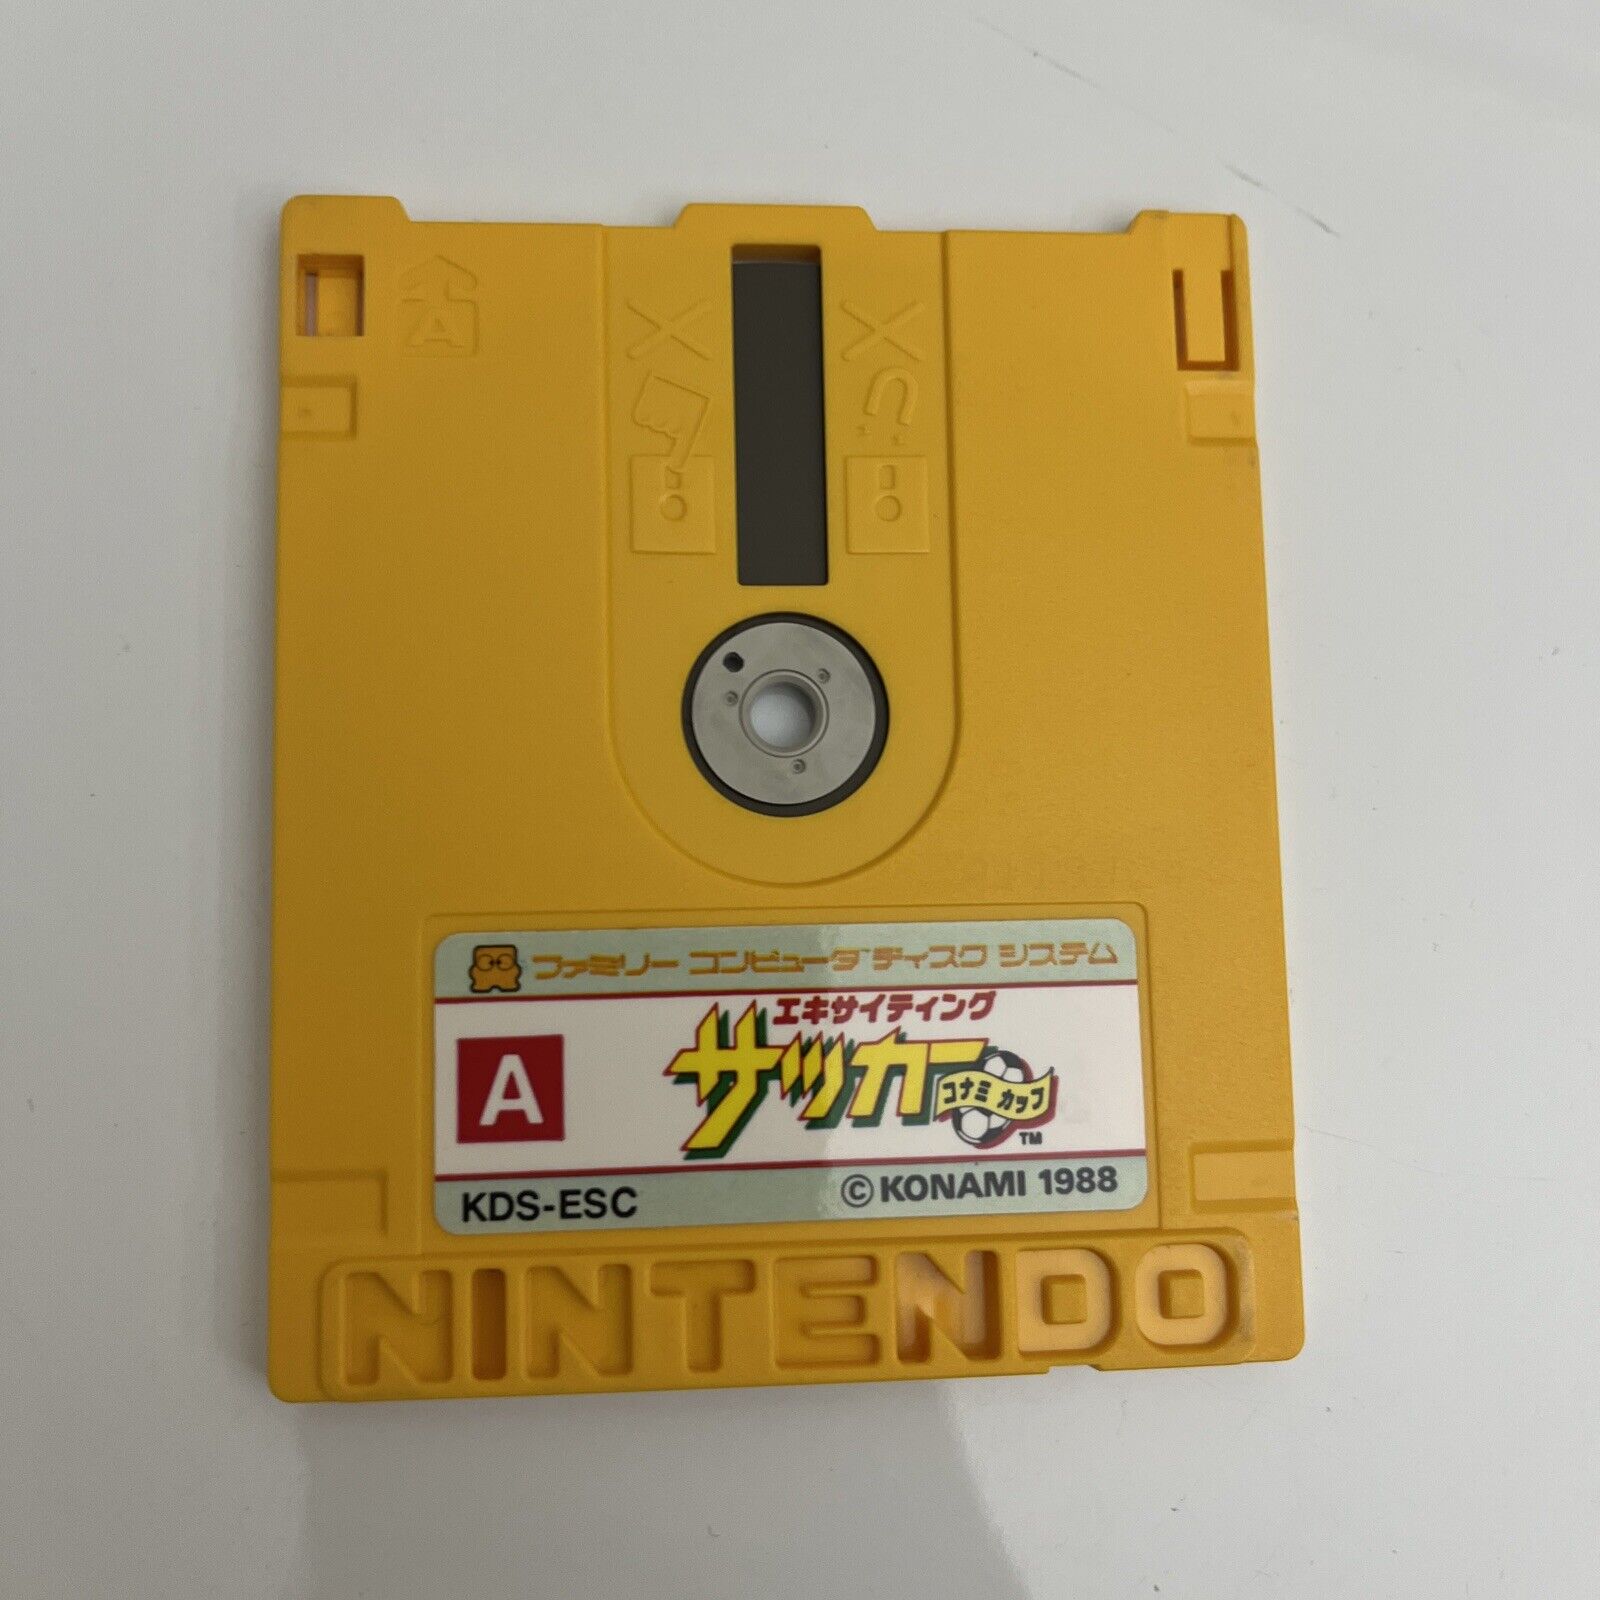 A
ファミリー コンピュータ ディスク システム
エキサイティング
サッカー
コナミ カップ
TM
A
KDS-ESC
©KONAMI 1988
NINTENDO